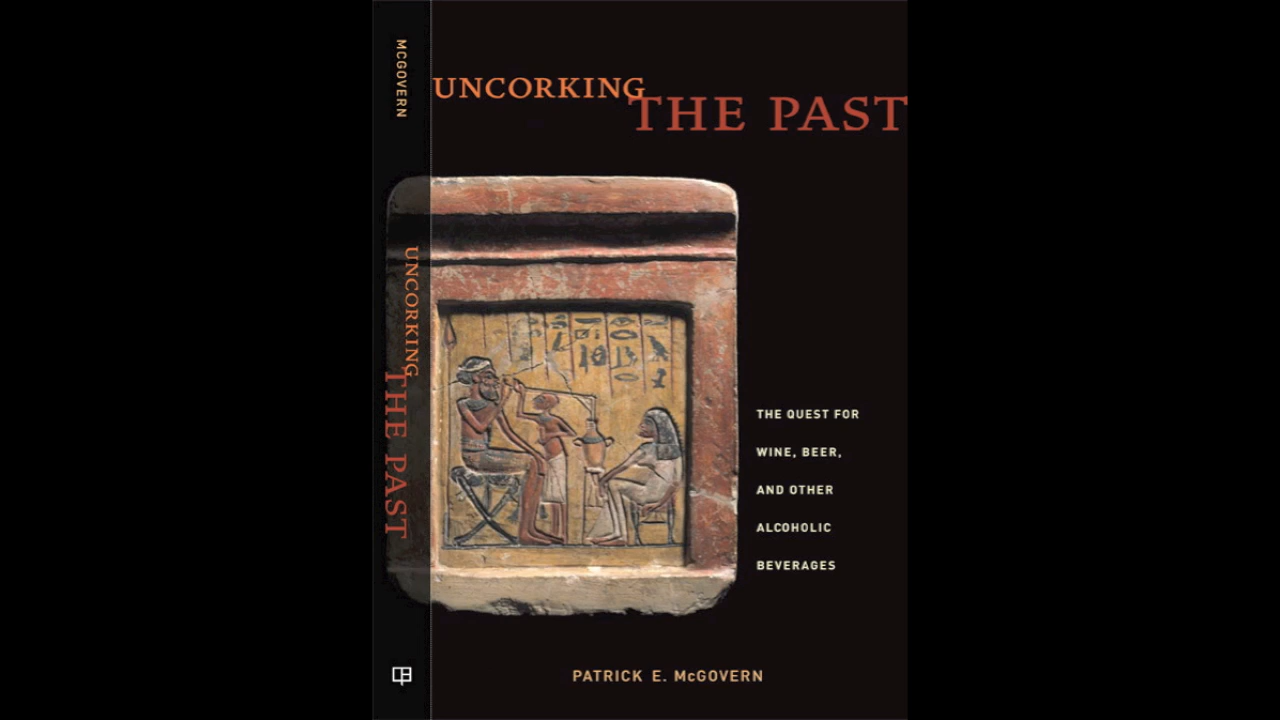 MCGOVERN
UNCORKING
THE PAST
UNCORKING
THE PAST
THE QUEST FOR
WINE, BEER,
AND OTHER
ALCOHOLIC
BEVERAGES
PATRICK E. McGOVERN